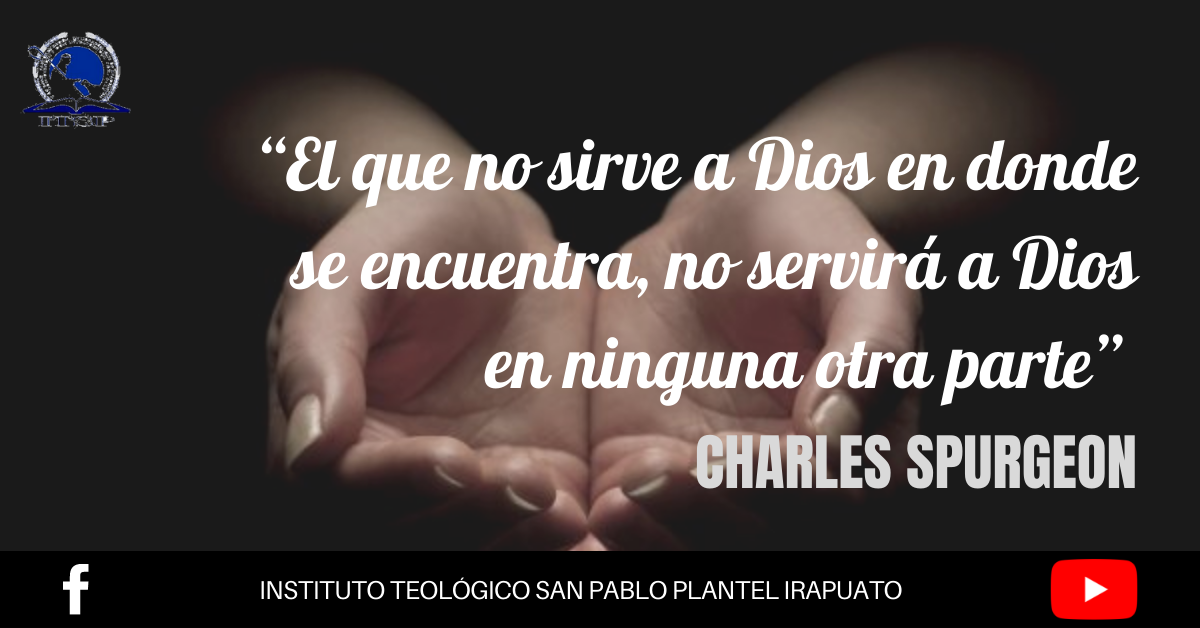 ITSP
“El que no sirve a Dios en donde
se encuentra, no servirá a Dios
en ninguna otra parte”
CHARLES SPURGEON
INSTITUTO TEOLÓGICO SAN PABLO PLANTEL IRAPUATO